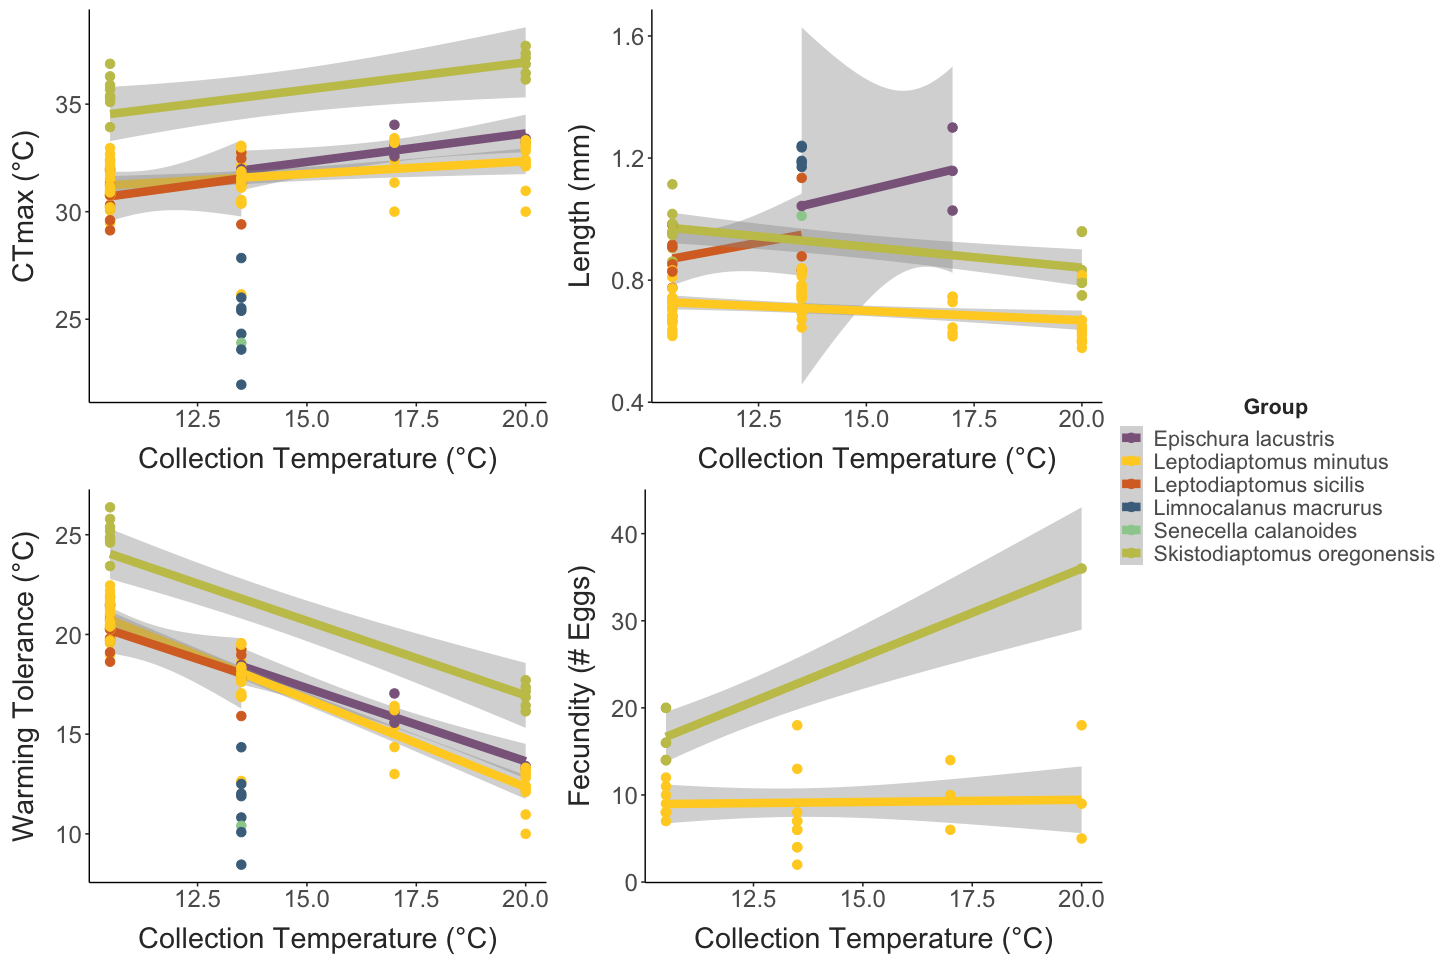 CTmax (°C)
35
30
25
12.5 15.0 17.5 20.0
Collection Temperature (°C)
Length (mm)
1.6
1.2
0.8
0.4
12.5 15.0 17.5 20.0
Collection Temperature (°C)
Warming Tolerance (°C)
25
20
15
10
12.5 15.0 17.5 20.0
Collection Temperature (°C)
Fecundity (# Eggs)
40
30
20
10
0
12.5 15.0 17.5 20.0
Collection Temperature (°C)
Group
Epischura lacustris
Leptodiaptomus minutus
Leptodiaptomus sicilis
Limnocalanus macrurus
Senecella calanoides
Skistodiaptomus oregonensis